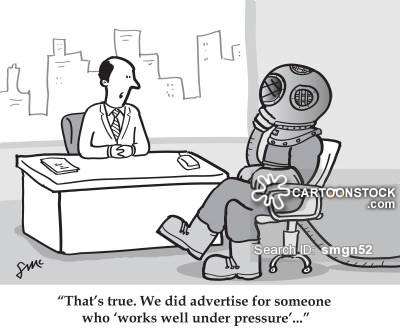 CARTOONSTOCK
.com
Search ID: smgn52
“That’s true. We did advertise for someone
who ‘works well under pressure’...”